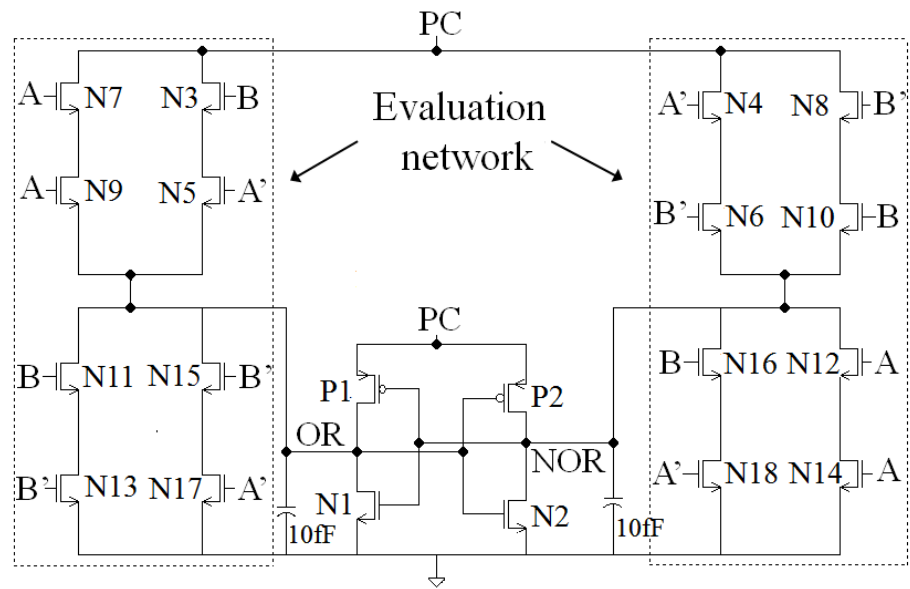 PC
A N7 N3 B
Evaluation
network
A' N4 N8 B'
A N9 N5 A'
B' N6 N10 B
PC
B N11 N15 B'
P1 P2
B N16 N12 A
OR NOR
B' N13 N17 A'
N1 N2
A' N18 N14 A
10fF 10fF